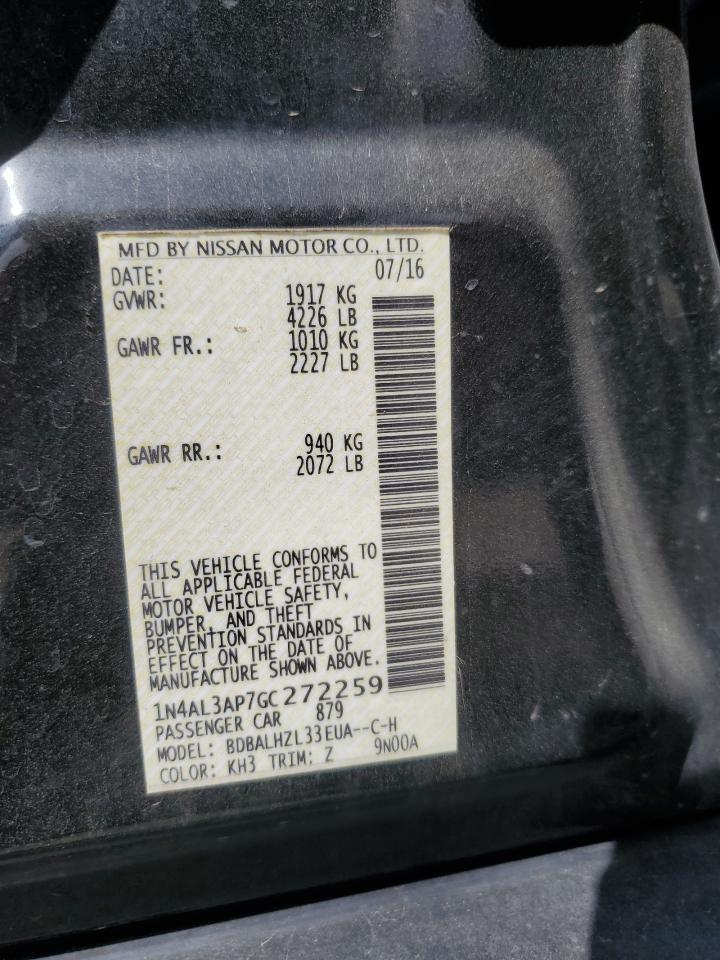 MFD BY NISSAN MOTOR CO., LTD.
DATE: 07/16
GVWR: 1917 KG
4226 LB
GAWR FR.: 1010 KG
2227 LB
GAWR RR.: 940 KG
2072 LB
THIS VEHICLE CONFORMS TO
ALL APPLICABLE FEDERAL
MOTOR VEHICLE SAFETY,
BUMPER, AND THEFT
PREVENTION STANDARDS IN
EFFECT ON THE DATE OF
MANUFACTURE SHOWN ABOVE.
1N4AL3AP7GC272259
PASSENGER CAR 879
MODEL: BDBALHZL33EUA--C-H
COLOR: KH3 TRIM: Z 9N00A